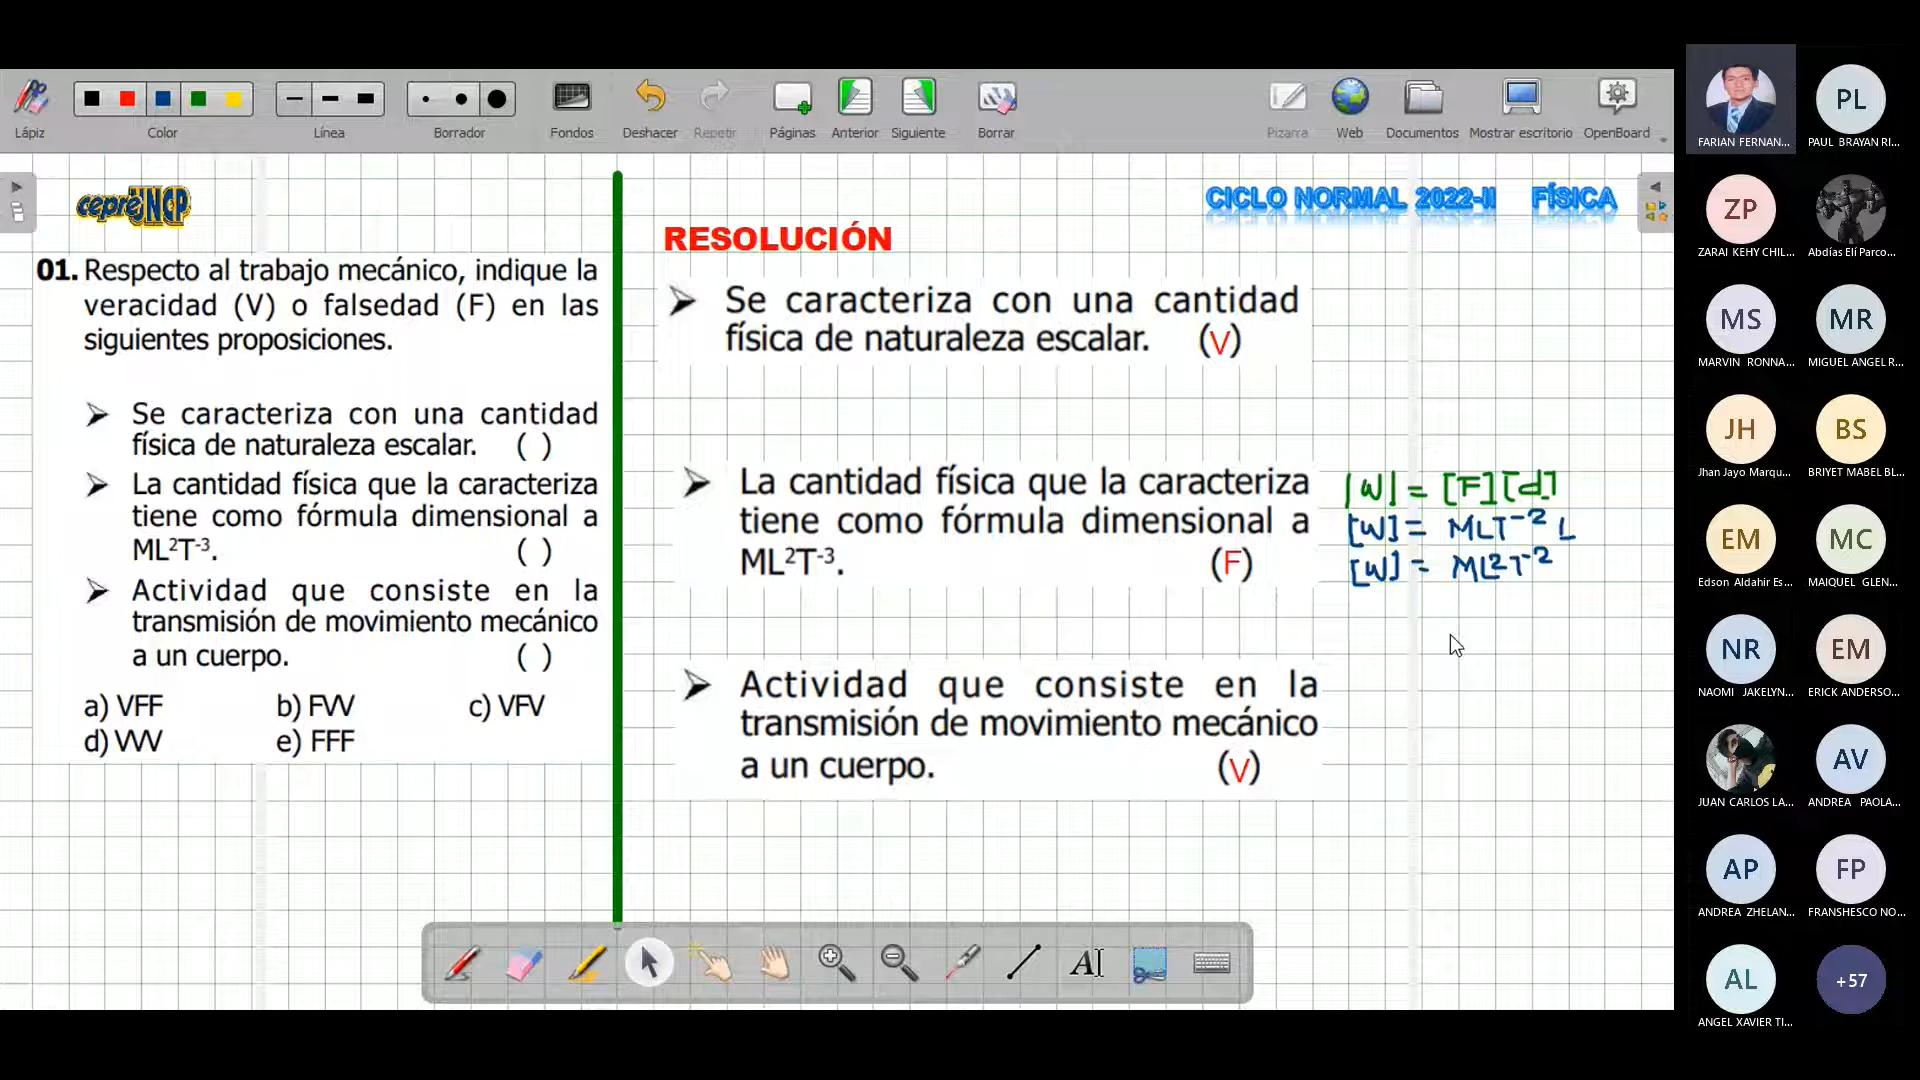 Lápiz
Color
Línea
Borrador
Fondos
Deshacer
Repetir
Páginas
Anterior
Siguiente
Borrar
Pizarra
Web
Documentos
Mostrar escritorio
OpenBoard
cepreUNCP
CICLO NORMAL 2022-II FÍSICA
01. Respecto al trabajo mecánico, indique la
veracidad (V) o falsedad (F) en las
siguientes proposiciones.
➢ Se caracteriza con una cantidad
física de naturaleza escalar. ( )
➢ La cantidad física que la caracteriza
tiene como fórmula dimensional a
ML²T⁻³. ( )
➢ Actividad que consiste en la
transmisión de movimiento mecánico
a un cuerpo. ( )
a) VFF b) FVV c) VFV
d) VVV e) FFF
RESOLUCIÓN
➢ Se caracteriza con una cantidad
física de naturaleza escalar. (V)
➢ La cantidad física que la caracteriza
tiene como fórmula dimensional a
ML²T⁻³. (F)
[W] = [F][d]
[W] = MLT⁻² L
[W] = ML²T⁻²
➢ Actividad que consiste en la
transmisión de movimiento mecánico
a un cuerpo. (V)
A
FARIAN FERNAN...
PL
PAUL BRAYAN RI...
ZP
ZARAI KEHY CHIL...
Abdías Elí Parco...
MS
MARVIN RONNA...
MR
MIGUEL ANGEL R...
JH
Jhan Jayo Marqu...
BS
BRIYET MABEL BL...
EM
Edson Aldahir Es...
MC
MAIQUEL GLEN...
NR
NAOMI JAKELYN...
EM
ERICK ANDERSO...
JUAN CARLOS LA...
AV
ANDREA PAOLA...
AP
ANDREA ZHELAN...
FP
FRANSHESCO NO...
AL
ANGEL XAVIER TI...
+57